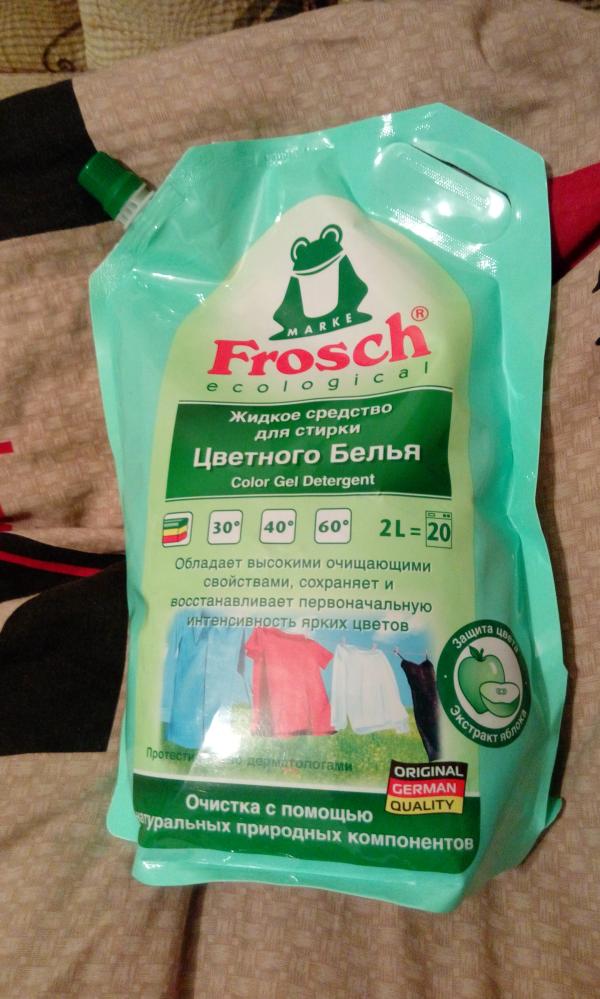 MARKE
Frosch®
ecological
Жидкое средство
для стирки
Цветного Белья
Color Gel Detergent
30° 40° 60° 2L = 20
Обладает высокими очищающими
свойствами, сохраняет и
восстанавливает первоначальную
интенсивность ярких цветов
Защита цвета
Экстракт яблока
дерматологами
ORIGINAL
GERMAN
QUALITY
Очистка с помощью
натуральных природных компонентов